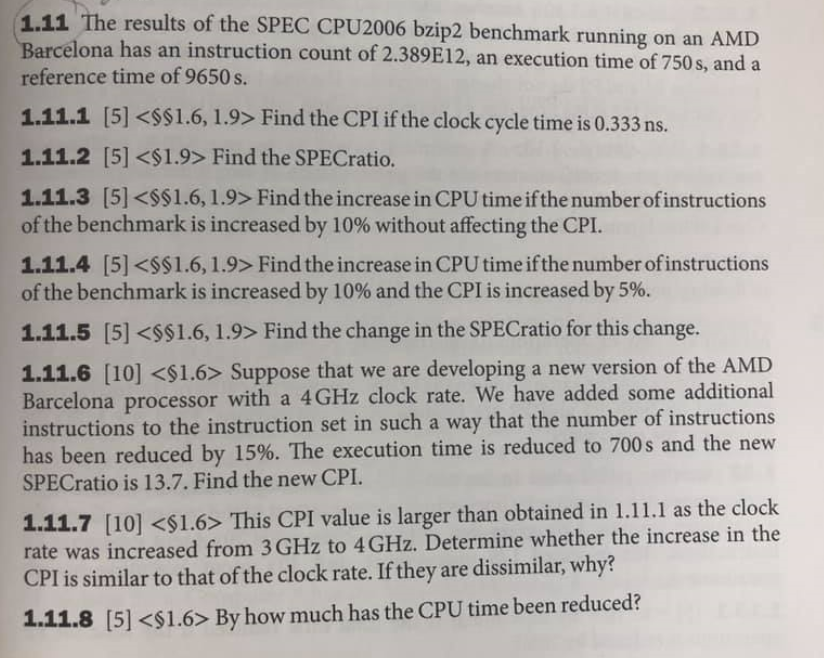 1.11 The results of the SPEC CPU2006 bzip2 benchmark running on an AMD
Barcelona has an instruction count of 2.389E12, an execution time of 750 s, and a
reference time of 9650 s.
1.11.1 [5] <§§1.6, 1.9> Find the CPI if the clock cycle time is 0.333 ns.
1.11.2 [5] <§1.9> Find the SPECratio.
1.11.3 [5] <§§1.6, 1.9> Find the increase in CPU time if the number of instructions
of the benchmark is increased by 10% without affecting the CPI.
1.11.4 [5] <§§1.6, 1.9> Find the increase in CPU time if the number of instructions
of the benchmark is increased by 10% and the CPI is increased by 5%.
1.11.5 [5] <§§1.6, 1.9> Find the change in the SPECratio for this change.
1.11.6 [10] <§1.6> Suppose that we are developing a new version of the AMD
Barcelona processor with a 4 GHz clock rate. We have added some additional
instructions to the instruction set in such a way that the number of instructions
has been reduced by 15%. The execution time is reduced to 700 s and the new
SPECratio is 13.7. Find the new CPI.
1.11.7 [10] <§1.6> This CPI value is larger than obtained in 1.11.1 as the clock
rate was increased from 3 GHz to 4 GHz. Determine whether the increase in the
CPI is similar to that of the clock rate. If they are dissimilar, why?
1.11.8 [5] <§1.6> By how much has the CPU time been reduced?